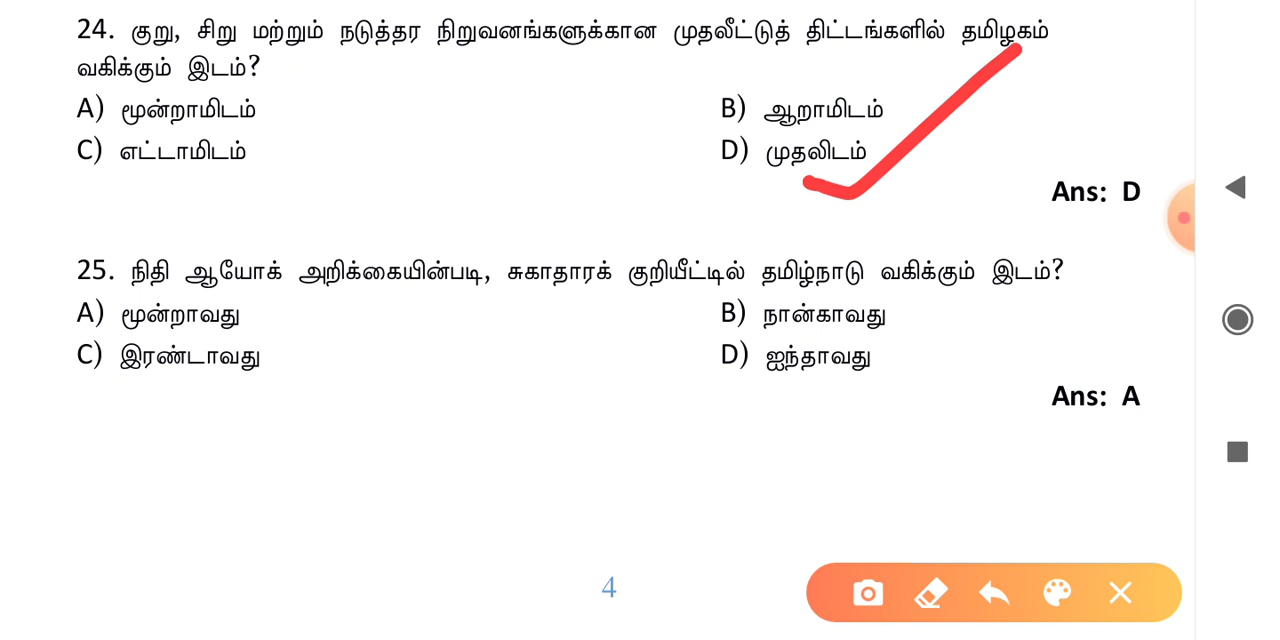 24. குறு, சிறு மற்றும் நடுத்தர நிறுவனங்களுக்கான முதலீட்டுத் திட்டங்களில் தமிழகம்
வகிக்கும் இடம்?
A) மூன்றாமிடம் B) ஆறாமிடம்
C) எட்டாமிடம் D) முதலிடம்
Ans: D
25. நிதி ஆயோக் அறிக்கையின்படி, சுகாதாரக் குறியீட்டில் தமிழ்நாடு வகிக்கும் இடம்?
A) மூன்றாவது B) நான்காவது
C) இரண்டாவது D) ஐந்தாவது
Ans: A
4